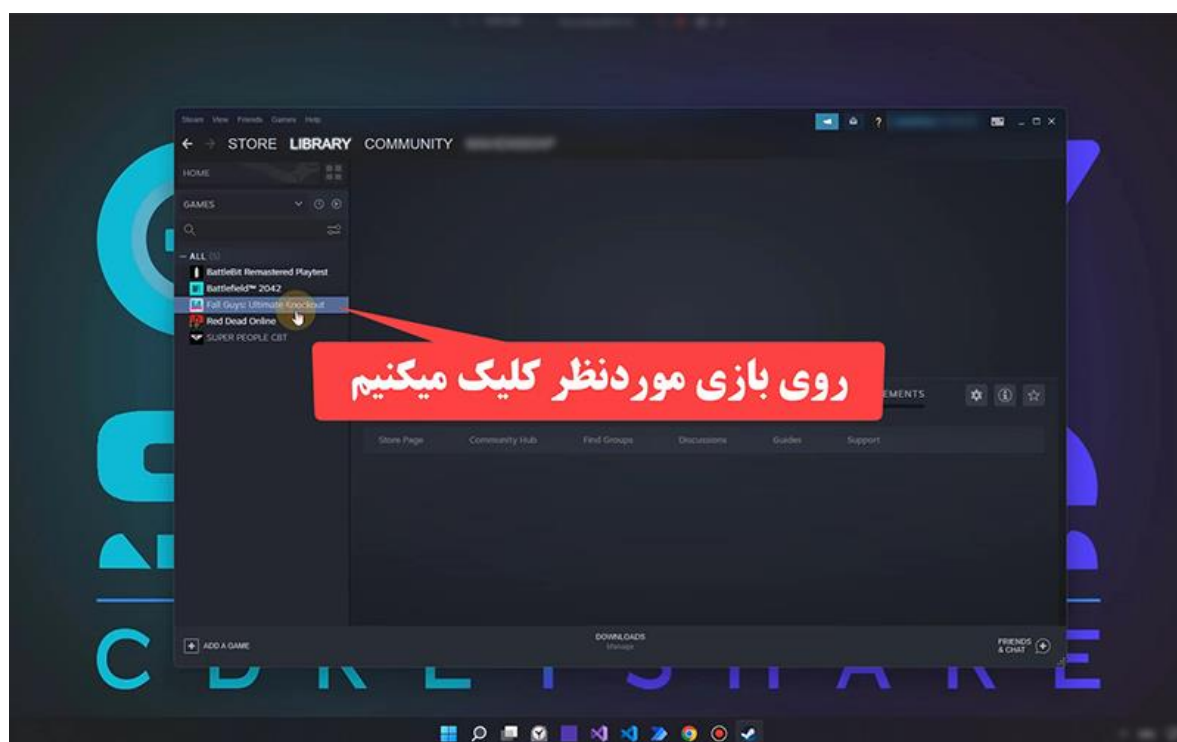 Steam View Friends Games Help
?
STORE LIBRARY COMMUNITY
HOME
GAMES
ALL (5)
BattleBit Remastered Playtest
Battlefield™ 2042
Fall Guys: Ultimate Knockout
Red Dead Online
SUPER PEOPLE CBT
روی بازی موردنظر کلیک میکنیم
EMENTS
Store Page Community Hub Find Groups Discussions Guides Support
ADD A GAME
DOWNLOADS
Manage
FRIENDS
& CHAT
CDKEYSHARE